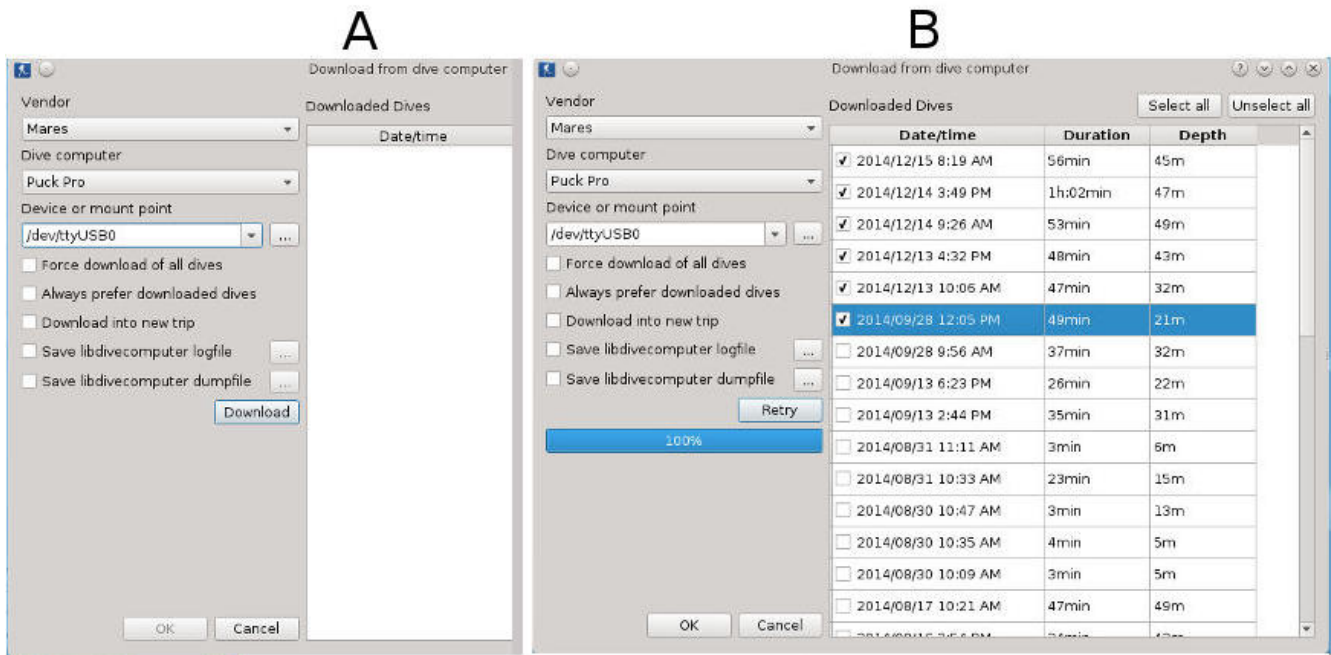 A
Download from dive computer
Vendor
Downloaded Dives
Mares
Date/time
Dive computer
Puck Pro
Device or mount point
/dev/ttyUSB0
...
Force download of all dives
Always prefer downloaded dives
Download into new trip
Save libdivecomputer logfile
...
Save libdivecomputer dumpfile
...
Download
OK
Cancel
B
Download from dive computer
Vendor
Mares
Dive computer
Puck Pro
Device or mount point
/dev/ttyUSB0
...
Force download of all dives
Always prefer downloaded dives
Download into new trip
Save libdivecomputer logfile
...
Save libdivecomputer dumpfile
...
Retry
100%
OK
Cancel
Downloaded Dives
Select all
Unselect all
Date/time Duration Depth
2014/12/15 8:19 AM 56min 45m
2014/12/14 3:49 PM 1h:02min 47m
2014/12/14 9:26 AM 53min 49m
2014/12/13 4:32 PM 48min 43m
2014/12/13 10:06 AM 47min 32m
2014/09/28 12:05 PM 49min 21m
2014/09/28 9:56 AM 37min 32m
2014/09/13 6:23 PM 26min 22m
2014/09/13 2:44 PM 35min 31m
2014/08/31 11:11 AM 3min 6m
2014/08/31 10:33 AM 23min 15m
2014/08/30 10:47 AM 3min 13m
2014/08/30 10:35 AM 4min 5m
2014/08/30 10:09 AM 3min 5m
2014/08/17 10:21 AM 47min 49m